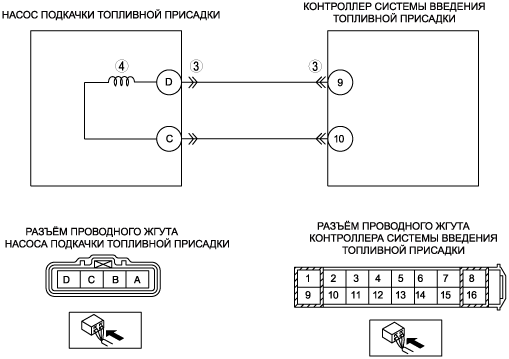 НАСОС ПОДКАЧКИ ТОПЛИВНОЙ ПРИСАДКИ
КОНТРОЛЛЕР СИСТЕМЫ ВВЕДЕНИЯ
ТОПЛИВНОЙ ПРИСАДКИ
4
D
3
3
9
C
10
РАЗЪЁМ ПРОВОДНОГО ЖГУТА
НАСОСА ПОДКАЧКИ ТОПЛИВНОЙ ПРИСАДКИ
РАЗЪЁМ ПРОВОДНОГО ЖГУТА
КОНТРОЛЛЕРА СИСТЕМЫ ВВЕДЕНИЯ
ТОПЛИВНОЙ ПРИСАДКИ
D C B A
1 2 3 4 5 6 7 8
9 10 11 12 13 14 15 16